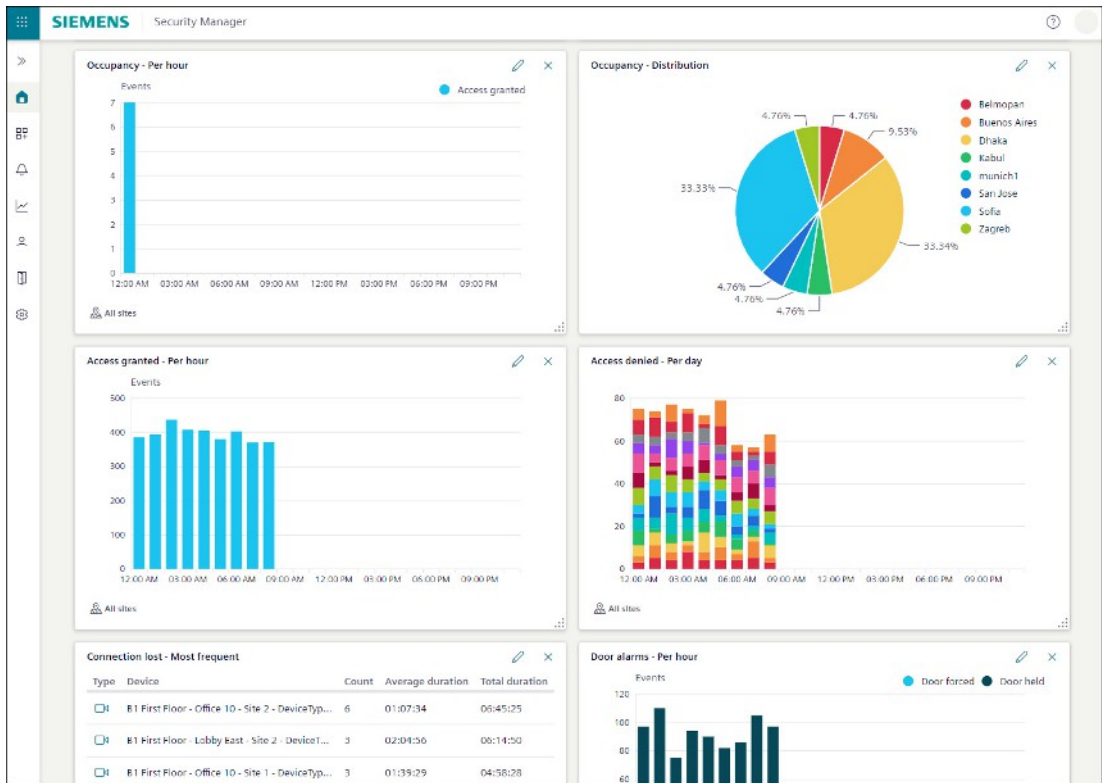 SIEMENS Security Manager
Occupancy - Per hour
Events
Access granted
7
6
5
4
3
2
1
0
12:00 AM 03:00 AM 06:00 AM 09:00 AM 12:00 PM 03:00 PM 06:00 PM 09:00 PM
All sites
Occupancy - Distribution
4.76% 4.76%
9.53%
33.33%
33.34%
4.76%
4.76%
4.76%
Belmopan
Buenos Aires
Dhaka
Kabul
munich1
San Jose
Sofia
Zagreb
Access granted - Per hour
Events
500
400
300
200
100
0
12:00 AM 03:00 AM 06:00 AM 09:00 AM 12:00 PM 03:00 PM 06:00 PM 09:00 PM
All sites
Access denied - Per day
80
60
40
20
0
12:00 AM 03:00 AM 06:00 AM 09:00 AM 12:00 PM 03:00 PM 06:00 PM 09:00 PM
All sites
Connection lost - Most frequent
Type Device Count Average duration Total duration
B1 First Floor - Office 10 - Site 2 - DeviceTyp... 6 01:07:34 06:45:25
B1 First Floor - Lobby East - Site 2 - DeviceT... 3 02:04:56 06:14:50
B1 First Floor - Office 10 - Site 1 - DeviceTyp... 3 01:39:29 04:58:28
Door alarms - Per hour
Events
Door forced Door held
120
100
80
60